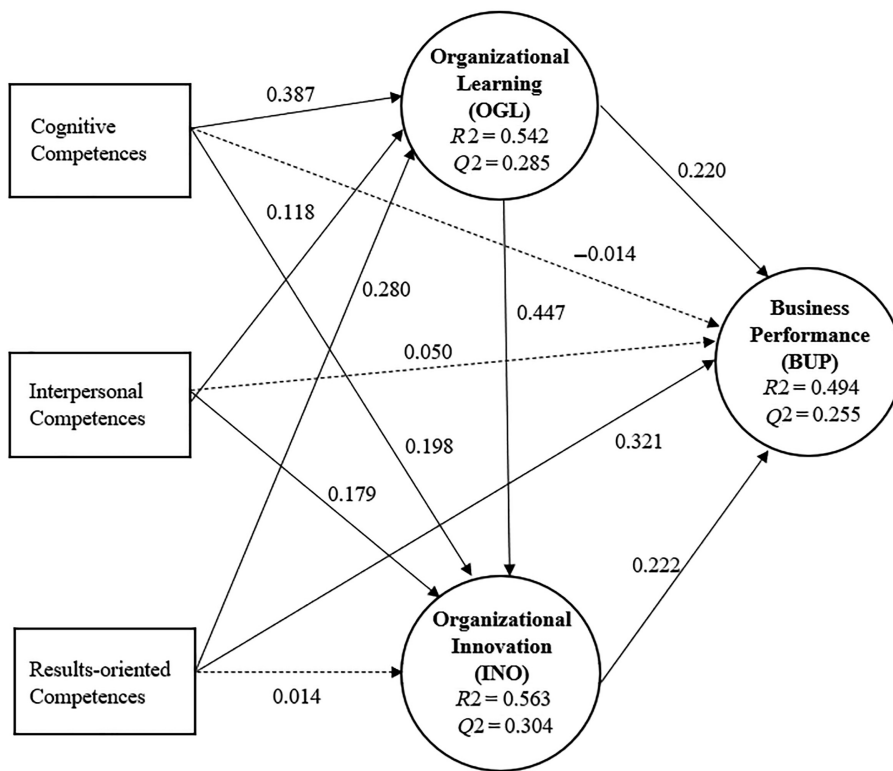 Organizational
Learning
(OGL)
R2 = 0.542
Q2 = 0.285
0.387
Cognitive
Competences
0.118
0.220
−0.014
0.280
0.447
Business
Performance
(BUP)
R2 = 0.494
Q2 = 0.255
0.050
Interpersonal
Competences
0.198
0.321
0.179
0.222
Organizational
Innovation
(INO)
R2 = 0.563
Q2 = 0.304
Results-oriented
Competences
0.014